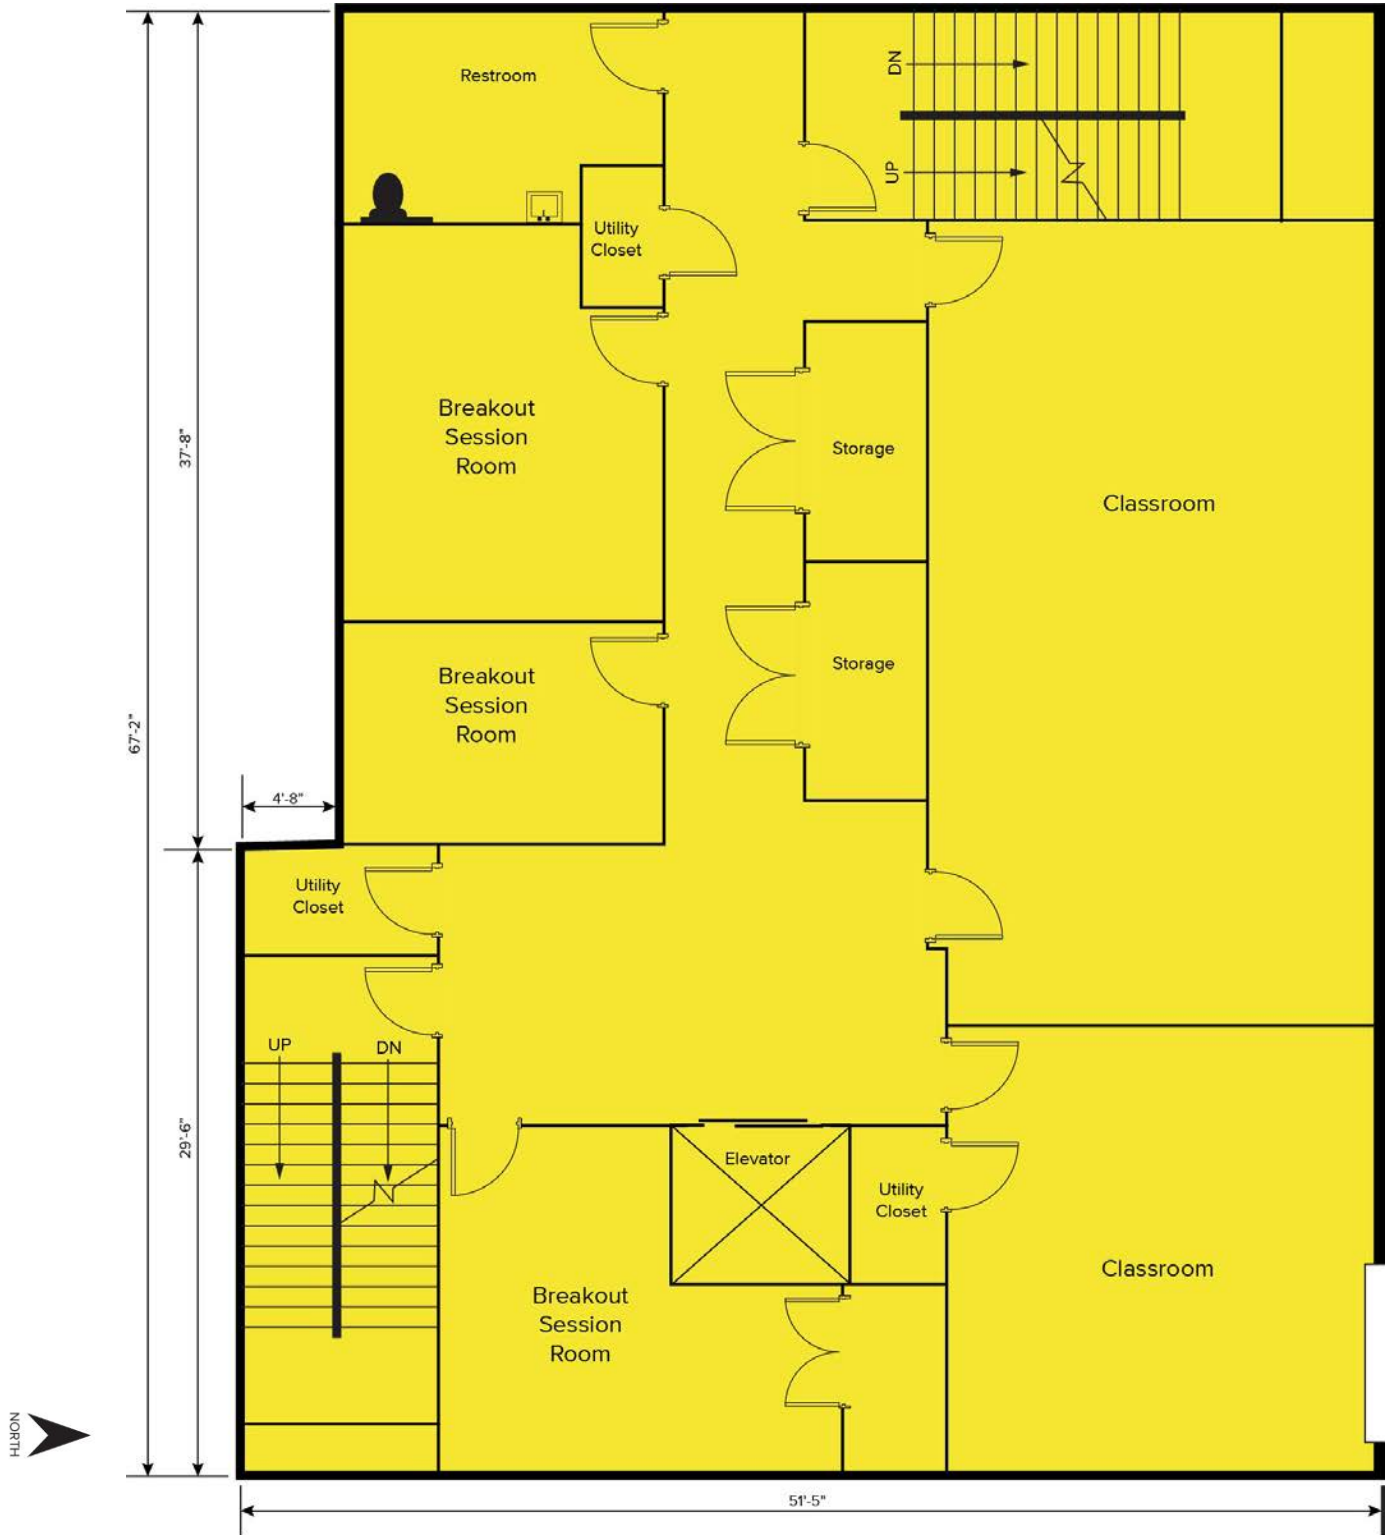 DN
Restroom
UP
Utility
Closet
Breakout
Session
Room
37'-8"
Storage
Classroom
Storage
Breakout
Session
Room
67'-2"
4'-8"
Utility
Closet
UP
DN
29'-6"
Elevator
Utility
Closet
Classroom
Breakout
Session
Room
NORTH
51'-5"